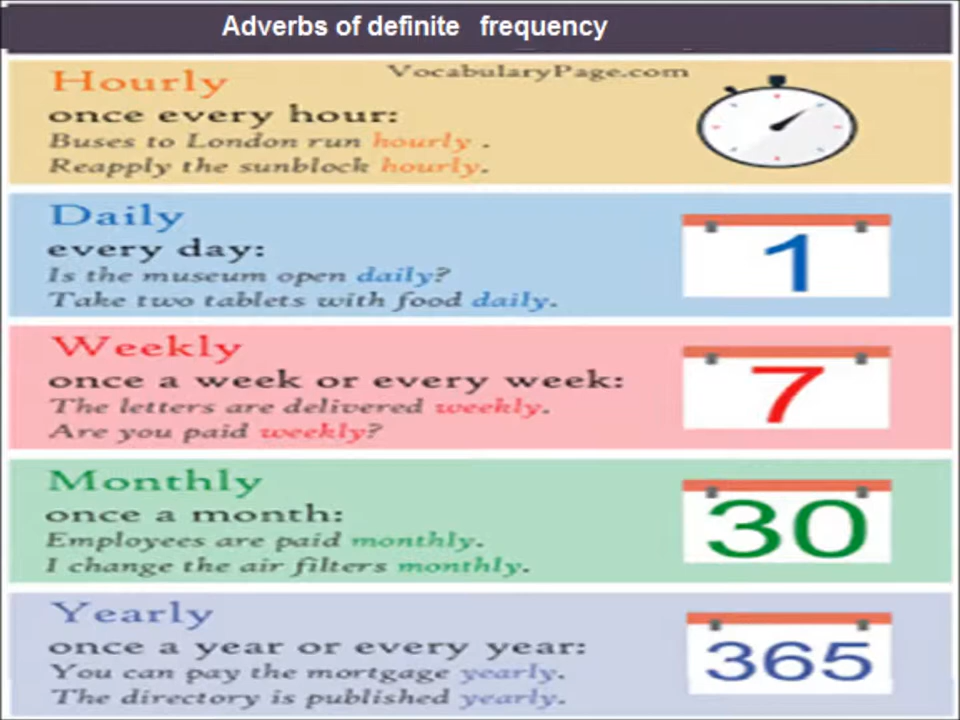 Adverbs of definite frequency
VocabularyPage.com
Hourly
once every hour:
Buses to London run hourly .
Reapply the sunblock hourly.
Daily
every day:
Is the museum open daily?
Take two tablets with food daily.
1
Weekly
once a week or every week:
The letters are delivered weekly.
Are you paid weekly?
7
Monthly
once a month:
Employees are paid monthly.
I change the air filters monthly.
30
Yearly
once a year or every year:
You can pay the mortgage yearly.
The directory is published yearly.
365